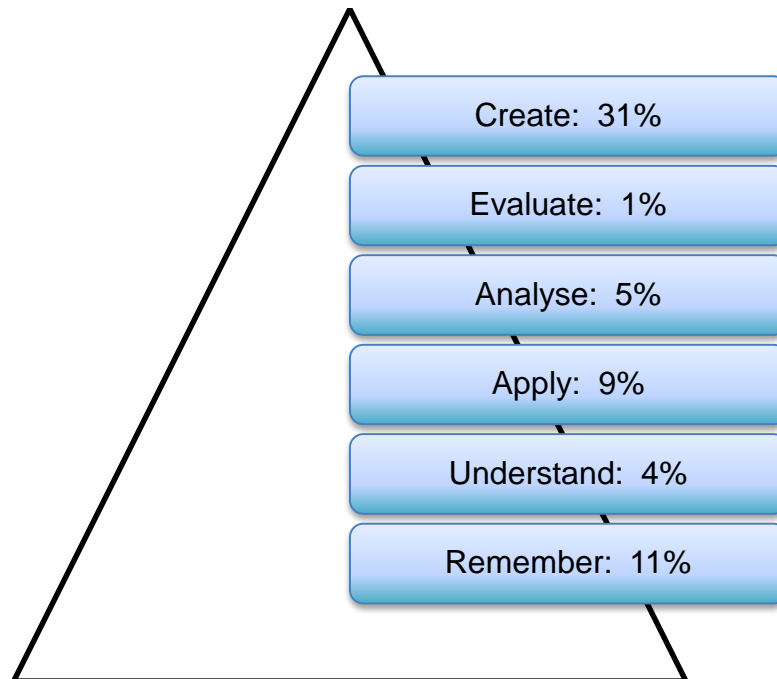 Create: 31%
Evaluate: 1%
Analyse: 5%
Apply: 9%
Understand: 4%
Remember: 11%